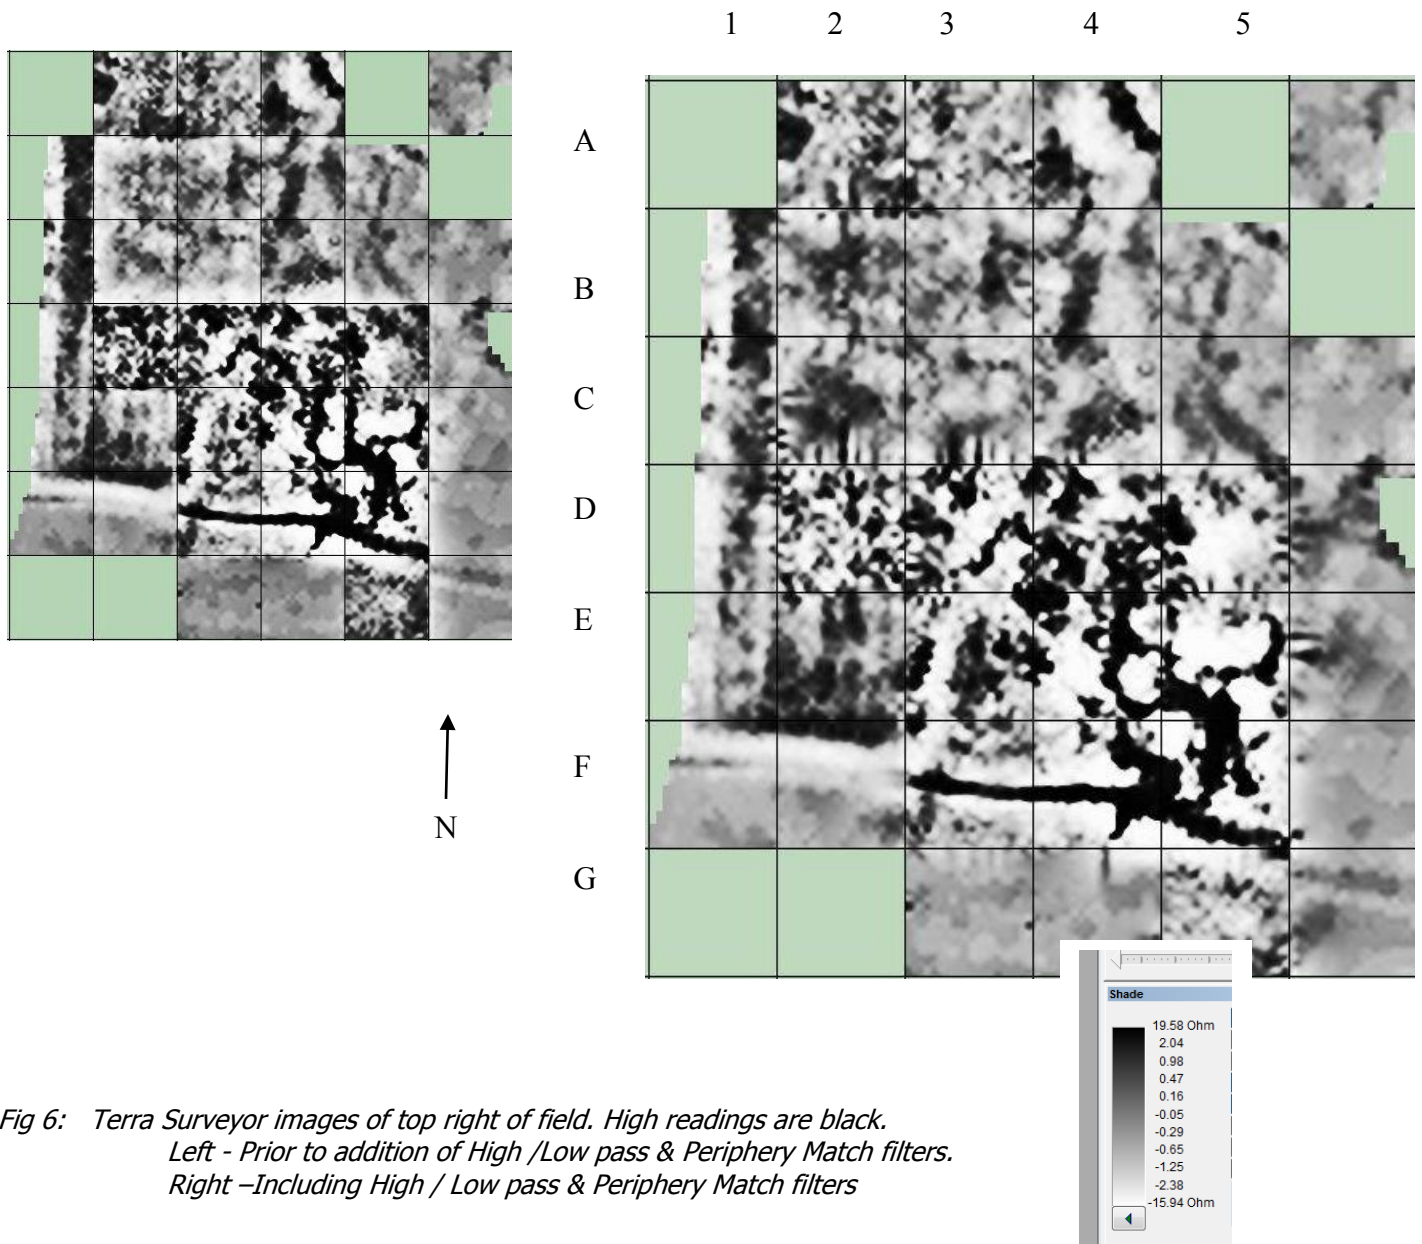 1 2 3 4 5
A
B
C
D
E
F
G
N
Shade
19.58 Ohm
2.04
0.98
0.47
0.16
-0.05
-0.29
-0.65
-1.25
-2.38
-15.94 Ohm
Fig 6: Terra Surveyor images of top right of field. High readings are black.
Left - Prior to addition of High /Low pass & Periphery Match filters.
Right –Including High / Low pass & Periphery Match filters